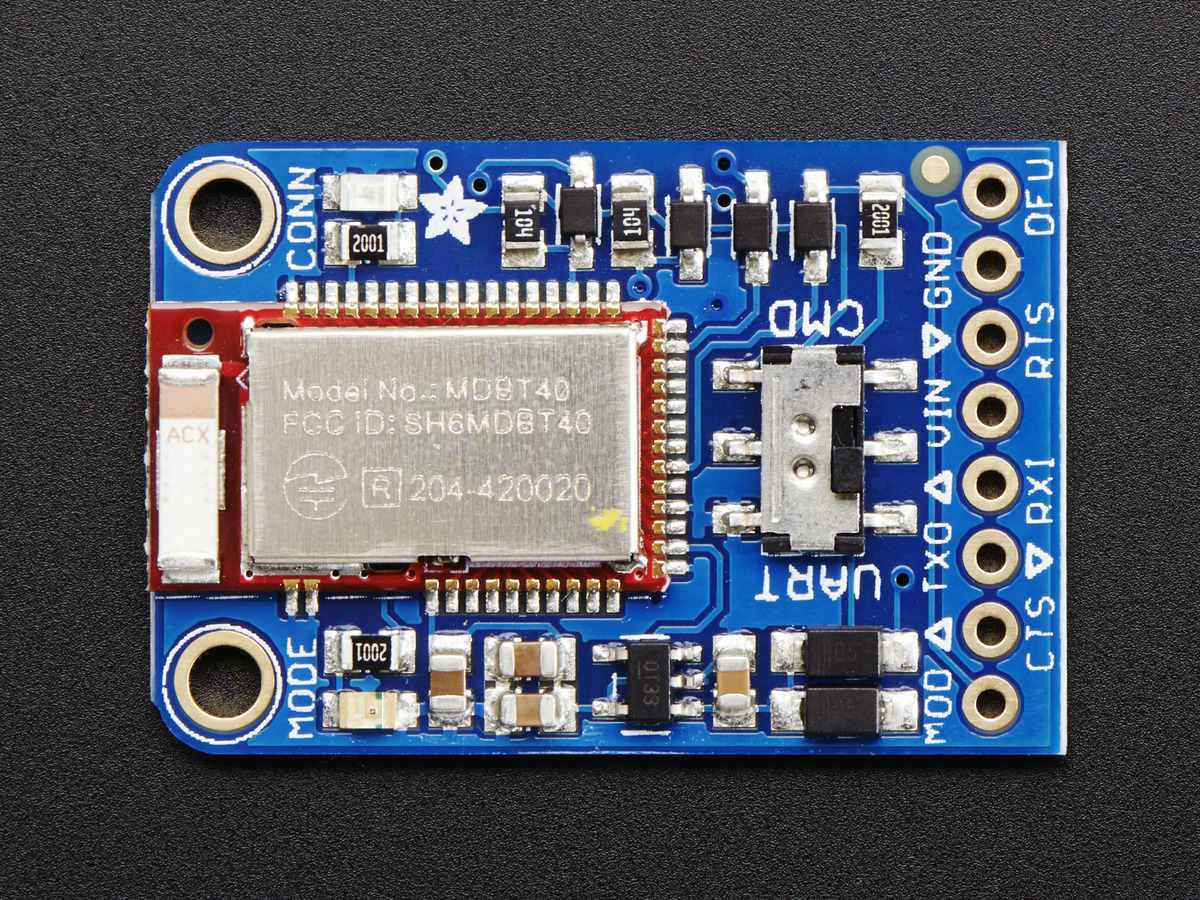 CONN
2001
104
104
2001
DFU
GND
RTS
CMD
VIN
Model No.: MDBT40
FCC ID: SH6MDBT40
R 204-420020
ACX
RXI
TXO
UART
CTS
MOD
MODE
2001